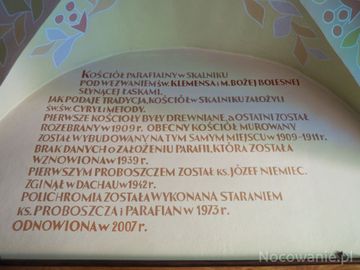 KOŚCIÓŁ PARAFIALNY W SKALNIKU
POD WEZWANIEM ŚW. KLEMENSA I M. BOŻEJ BOLESNEJ
SŁYNĄCEJ ŁASKAMI.
JAK PODAJE TRADYCJA, KOŚCIÓŁ W SKALNIKU ZAŁOŻYLI
ŚW. ŚW. CYRYL I METODY.
PIERWSZE KOŚCIOŁY BYŁY DREWNIANE, A OSTATNI ZOSTAŁ
ROZEBRANY W 1909 R. OBECNY KOŚCIÓŁ MUROWANY
ZOSTAŁ WYBUDOWANY NA TYM SAMYM MIEJSCU W 1909-1911 R.
BRAK DANYCH O ZAŁOŻENIU PARAFII, KTÓRA ZOSTAŁA
WZNOWIONA W 1939 R.
PIERWSZYM PROBOSZCZEM ZOSTAŁ KS. JÓZEF NIEMIEC.
ZGINĄŁ W DACHAU W 1942 R.
POLICHROMIA ZOSTAŁA WYKONANA STARANIEM
KS. PROBOSZCZA I PARAFIAN W 1973 R.
ODNOWIONA W 2007 R.
Nocowanie.pl